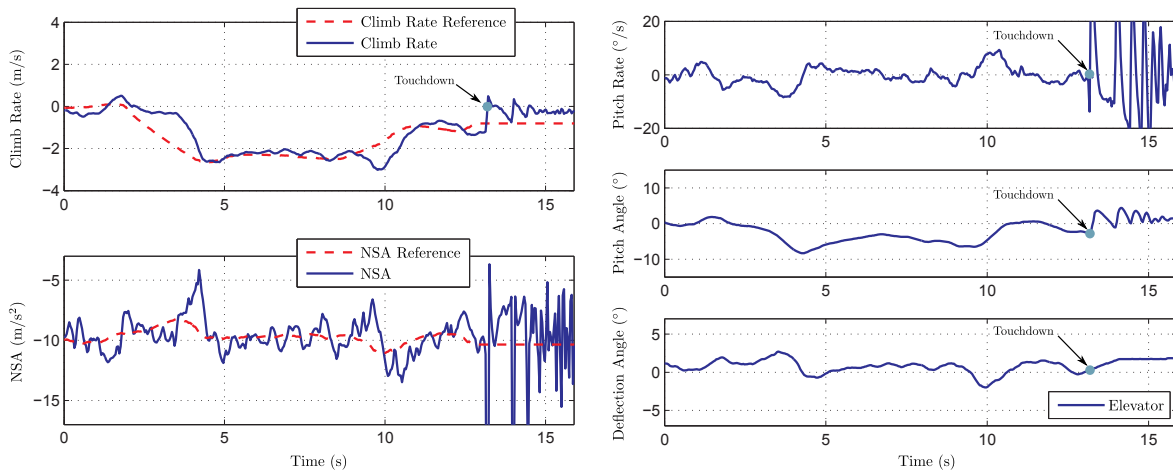 Climb Rate (m/s)
4
2
0
−2
−4
Climb Rate Reference
Climb Rate
Touchdown
0
5
10
15
NSA (m/s²)
−5
−10
−15
NSA Reference
NSA
0
5
10
15
Time (s)
Pitch Rate (°/s)
20
0
−20
Touchdown
0
5
10
15
Pitch Angle (°)
10
0
−10
Touchdown
0
5
10
15
Deflection Angle (°)
5
0
−5
Touchdown
Elevator
0
5
10
15
Time (s)